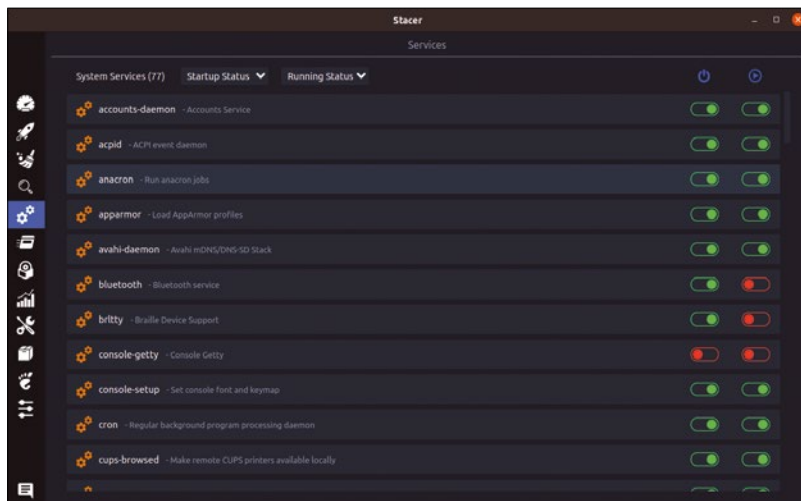 Stacer
Services
System Services (77) Startup Status Running Status
accounts-daemon - Accounts Service
acpid - ACPI event daemon
anacron - Run anacron jobs
apparmor - Load AppArmor profiles
avahi-daemon - Avahi mDNS/DNS-SD Stack
bluetooth - Bluetooth service
brltty - Braille Device Support
console-getty - Console Getty
console-setup - Set console font and keymap
cron - Regular background program processing daemon
cups-browsed - Make remote CUPS printers available locally